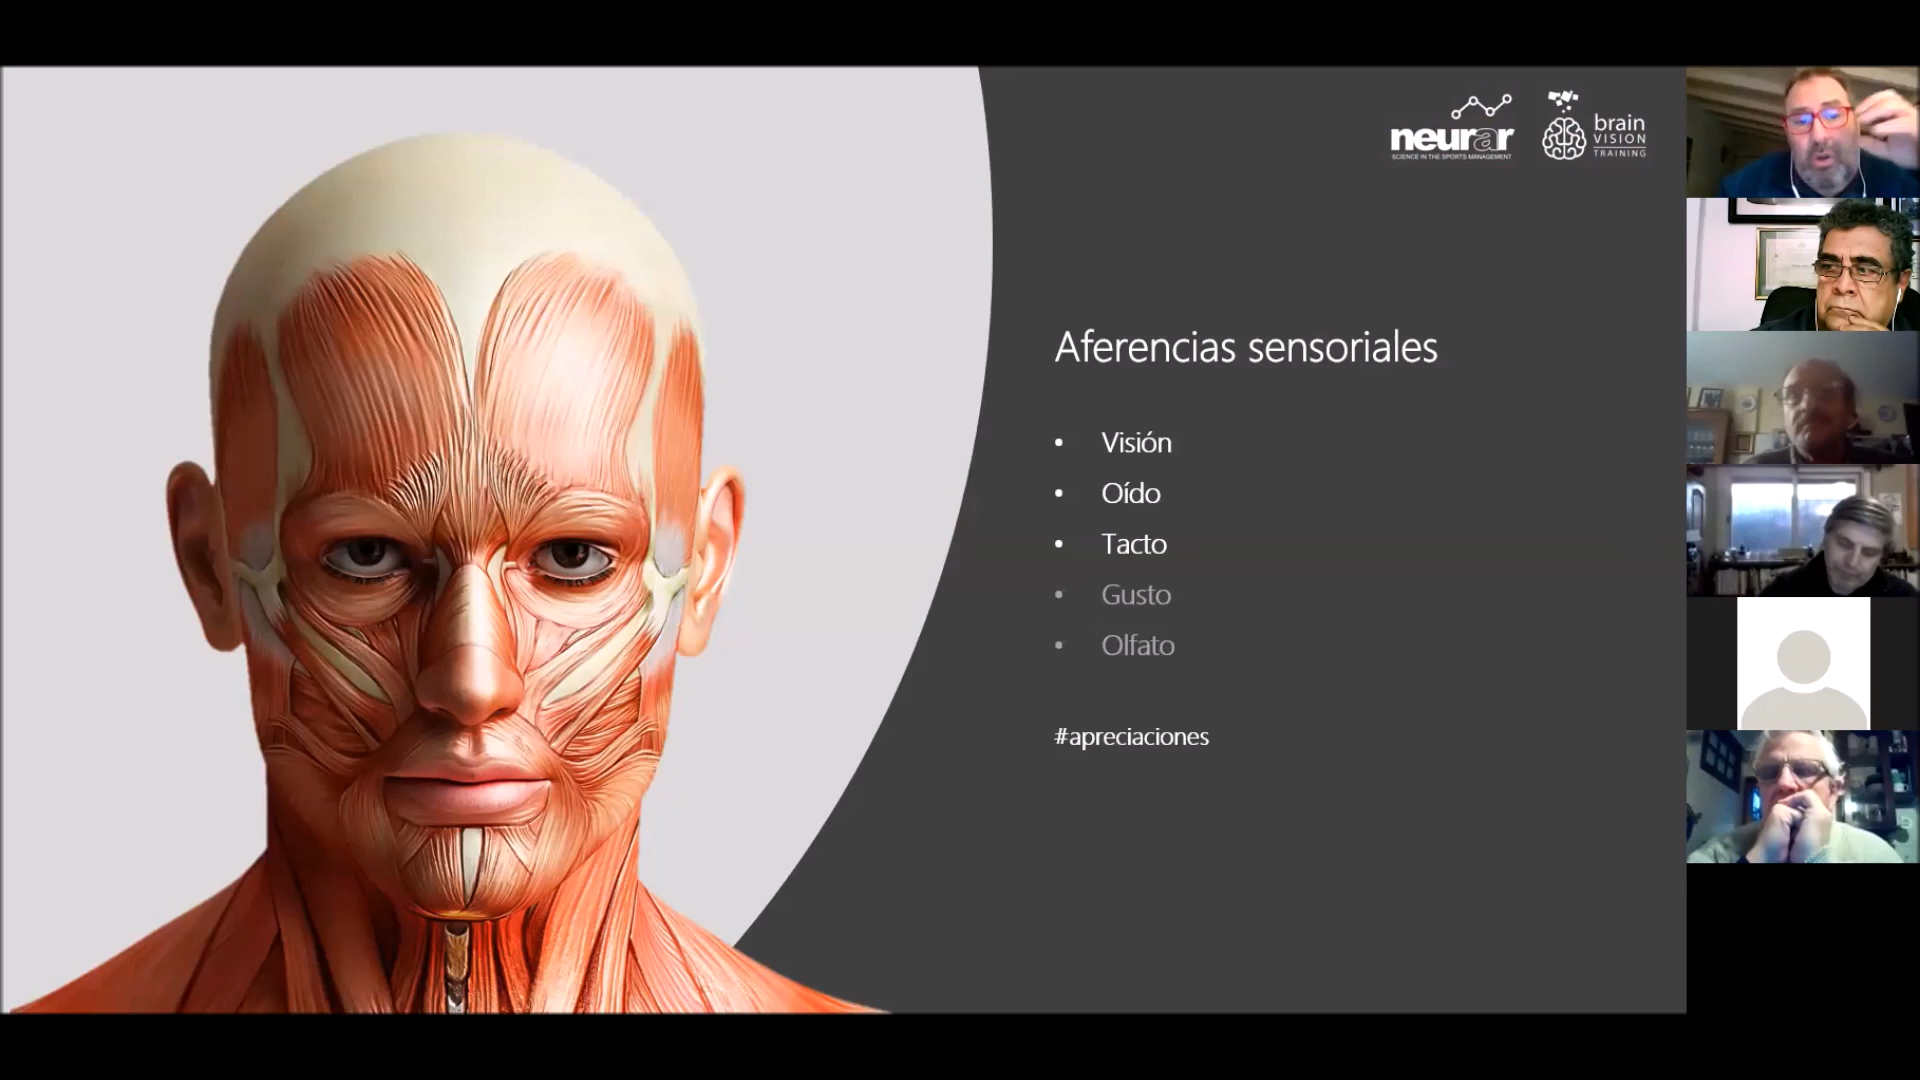 neurar
SCIENCE IN THE SPORTS MANAGEMENT
brain
VISION
TRAINING
Aferencias sensoriales
• Visión
• Oído
• Tacto
• Gusto
• Olfato
#apreciaciones